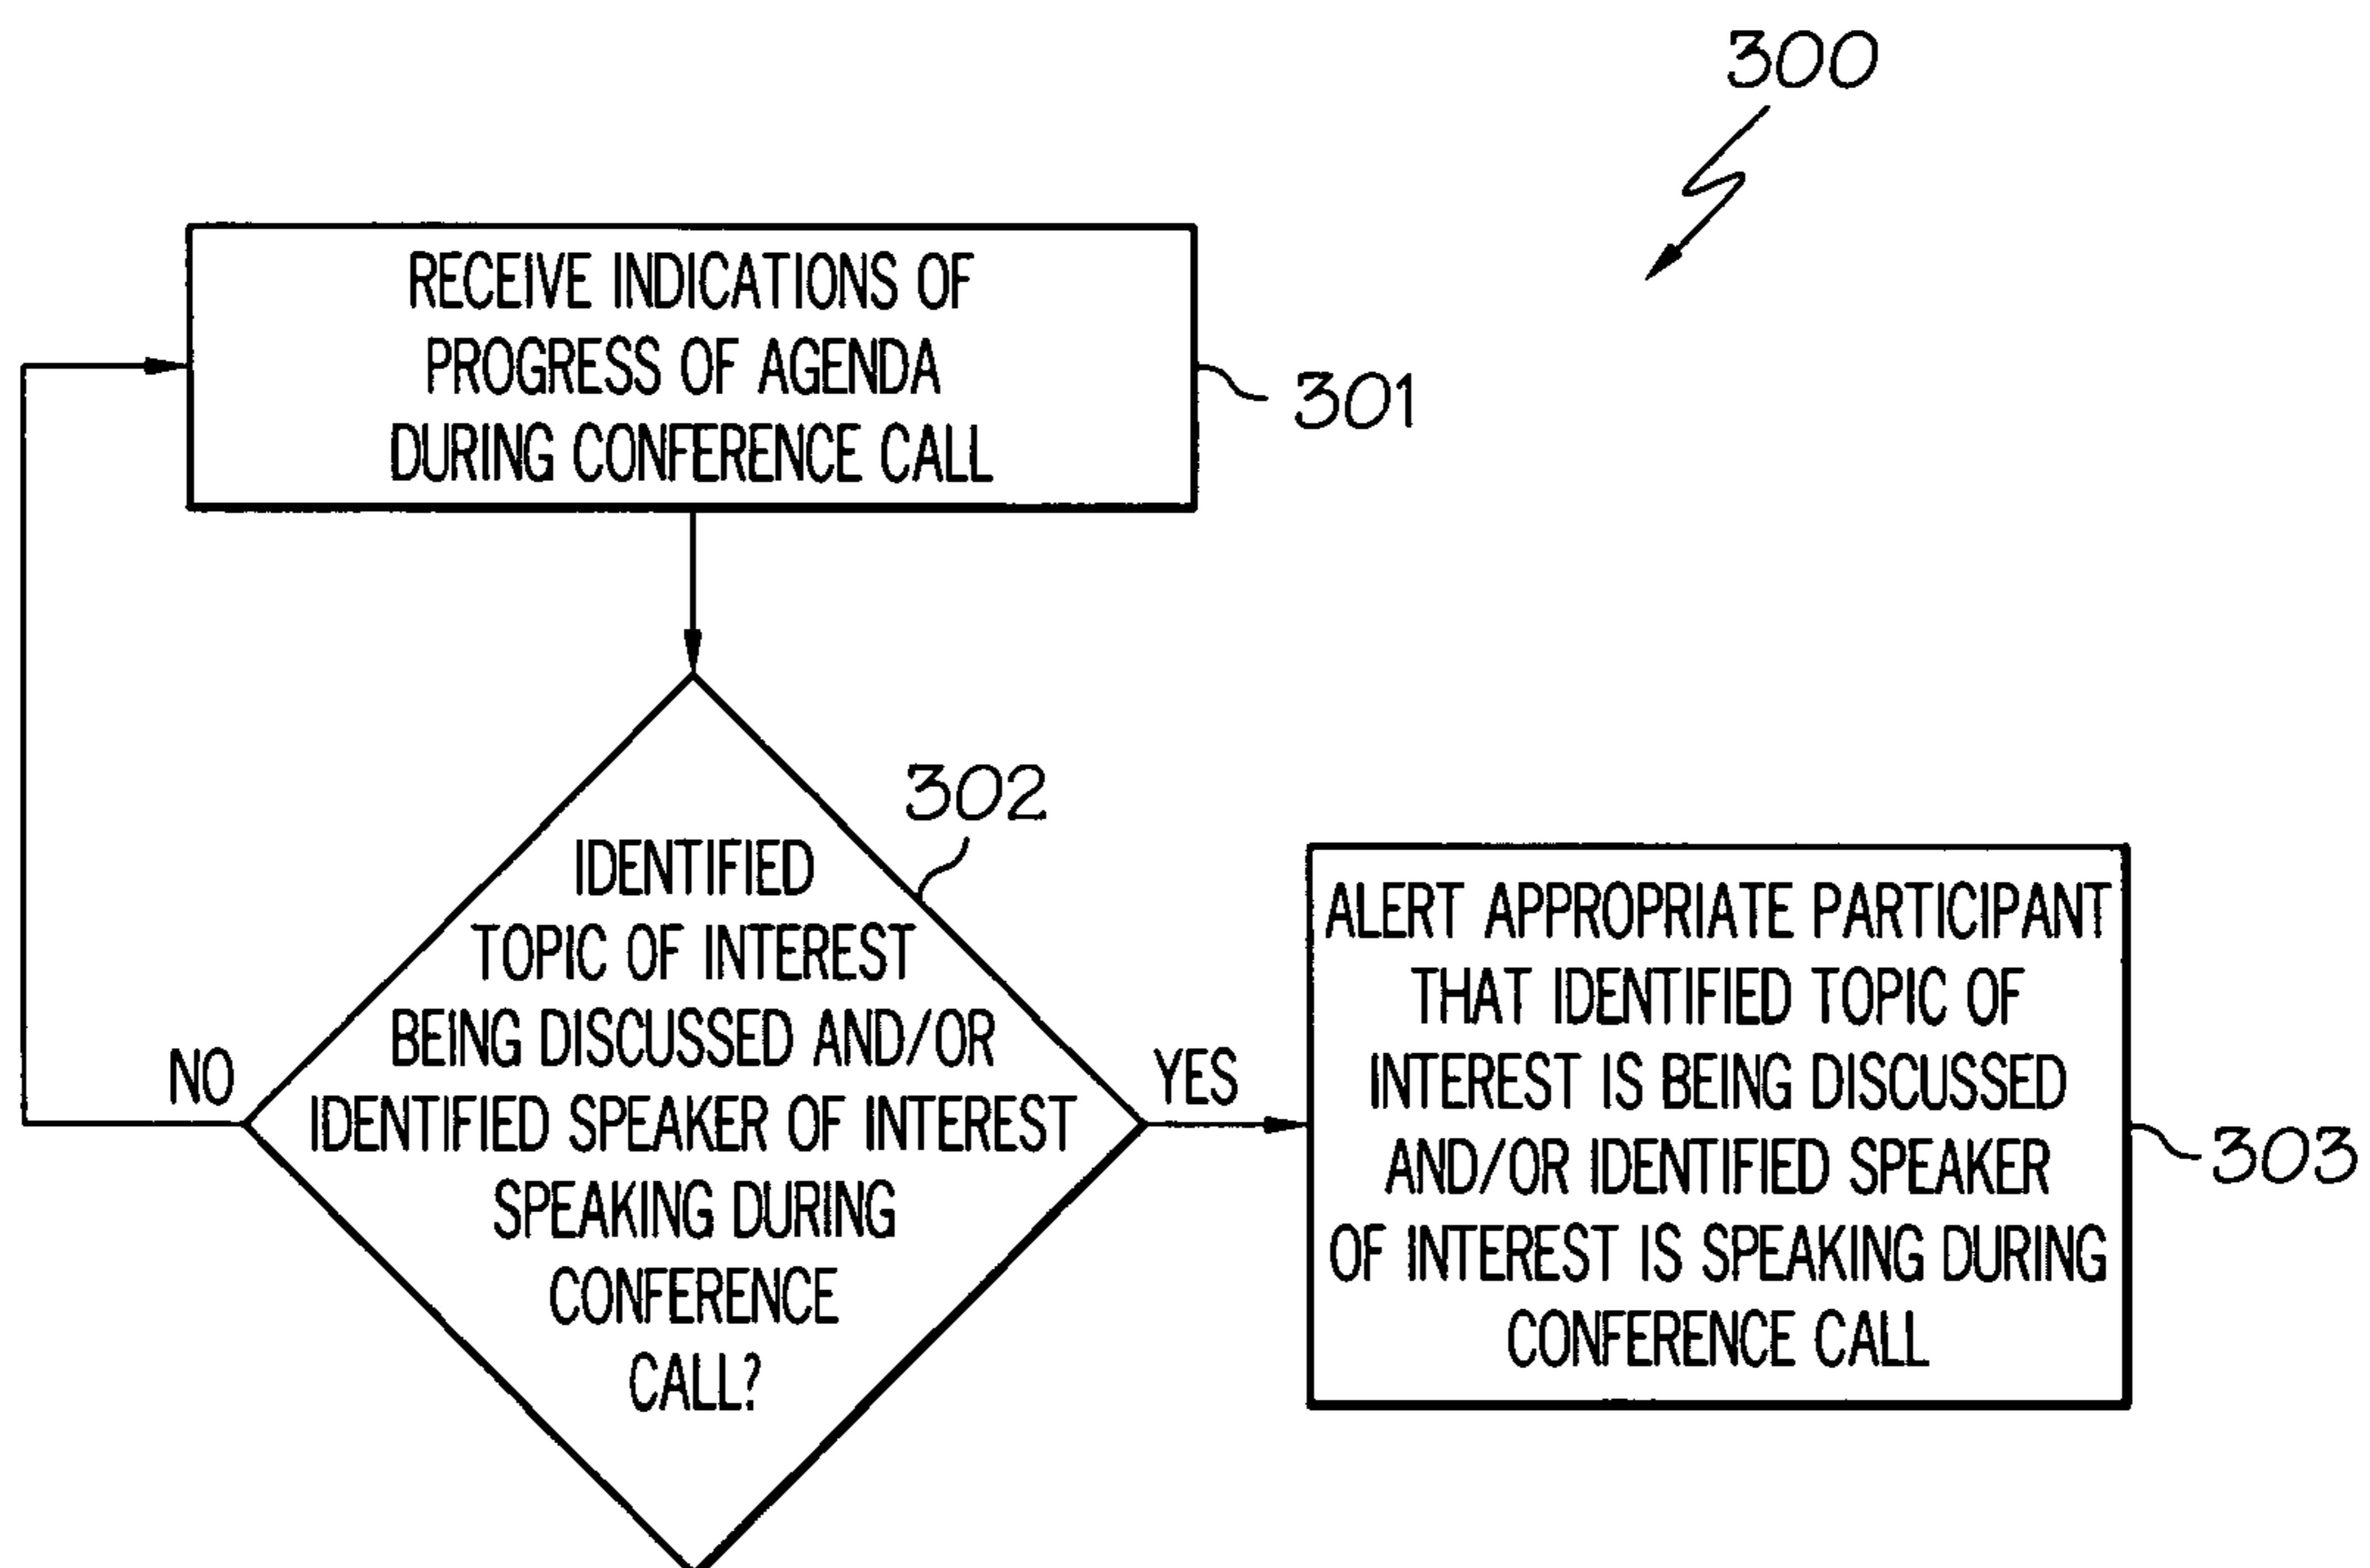 300
RECEIVE INDICATIONS OF
PROGRESS OF AGENDA
DURING CONFERENCE CALL
301
302
IDENTIFIED
TOPIC OF INTEREST
BEING DISCUSSED AND/OR
IDENTIFIED SPEAKER OF INTEREST
SPEAKING DURING
CONFERENCE
CALL?
NO
YES
ALERT APPROPRIATE PARTICIPANT
THAT IDENTIFIED TOPIC OF
INTEREST IS BEING DISCUSSED
AND/OR IDENTIFIED SPEAKER
OF INTEREST IS SPEAKING DURING
CONFERENCE CALL
303